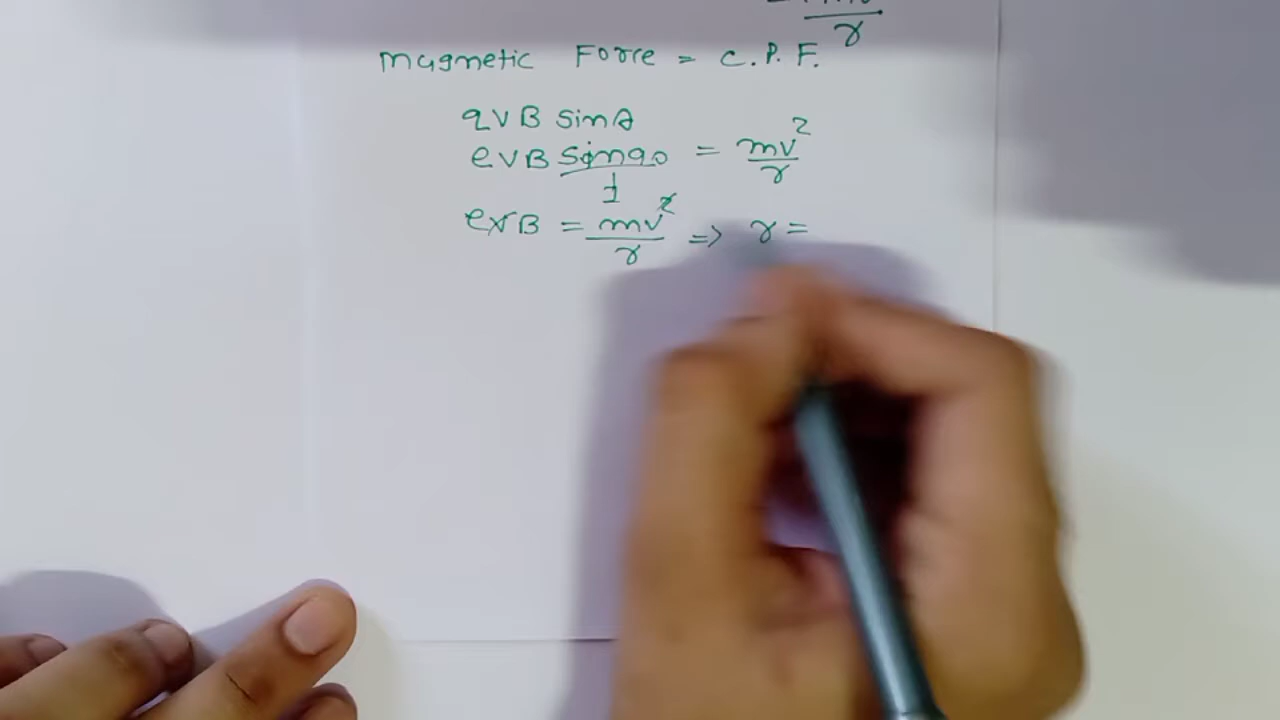 r
magnetic Force = C.P.F.
qVB sinθ
eVB sin90 = mv²/r
1
evB = mv²/r => r =